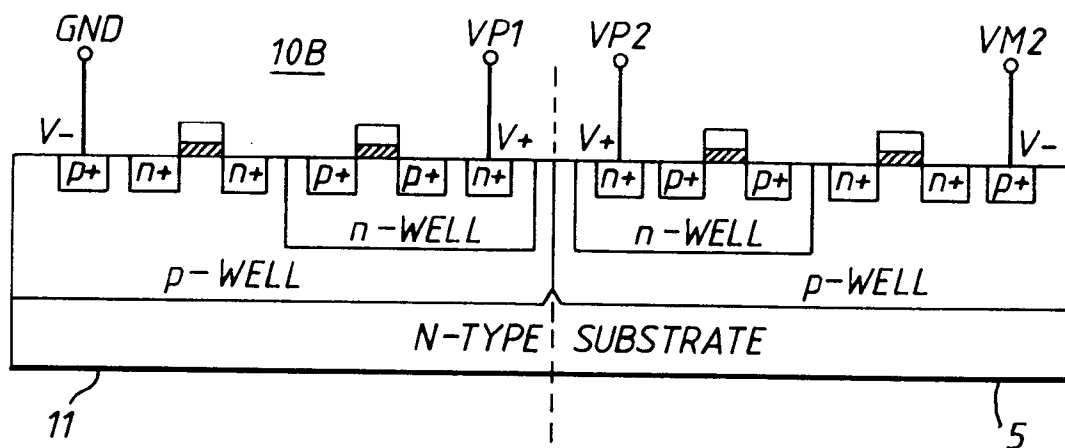 GND 10B VP1 VP2 VM2
V- V+ V+ V-
p+ n+ n+ p+ p+ n+ n+ p+ p+ n+ n+ p+
n-WELL n-WELL
p-WELL p-WELL
N-TYPE SUBSTRATE
11 5